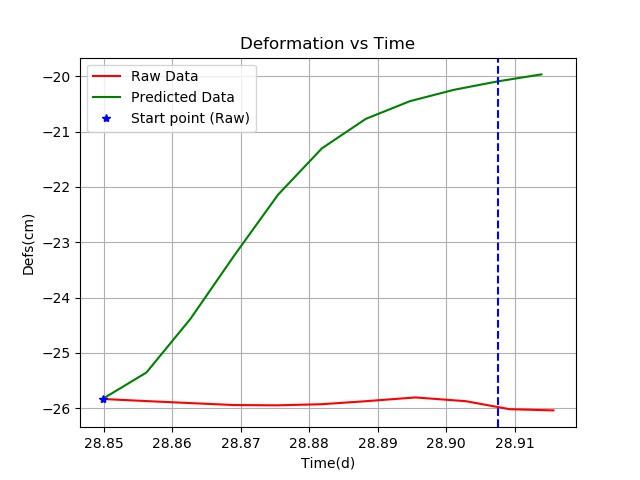 Deformation vs Time
Raw Data
Predicted Data
Start point (Raw)
Defs(cm)
−20
−21
−22
−23
−24
−25
−26
28.85 28.86 28.87 28.88 28.89 28.90 28.91
Time(d)